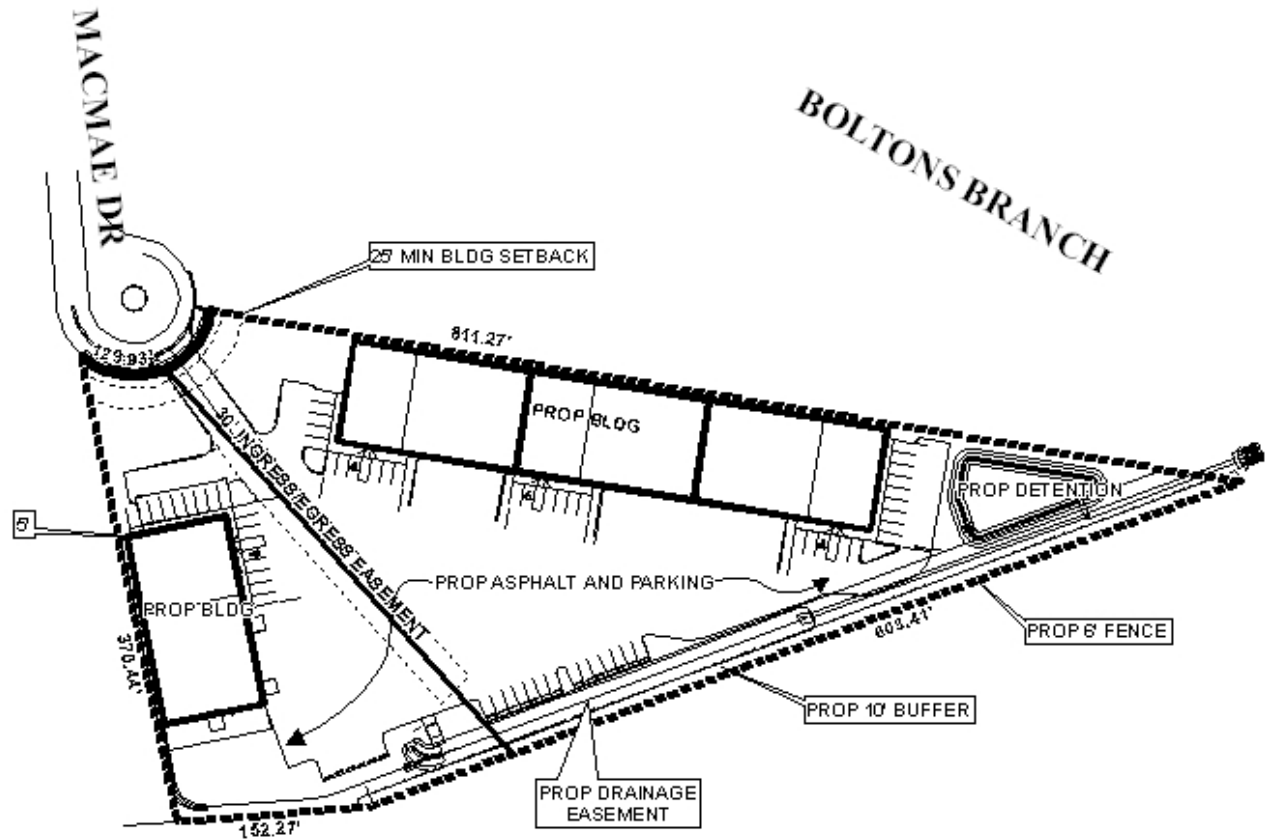 MACMAE DR
BOLTONS BRANCH
25' MIN BLDG SETBACK
811.27'
129.93'
PROP BLDG
30' INGRESS/EGRESS EASEMENT
PROP DETENTION
5'
PROP ASPHALT AND PARKING
PROP BLDG
370.44'
603.41'
PROP 6' FENCE
PROP 10' BUFFER
PROP DRAINAGE
EASEMENT
152.27'